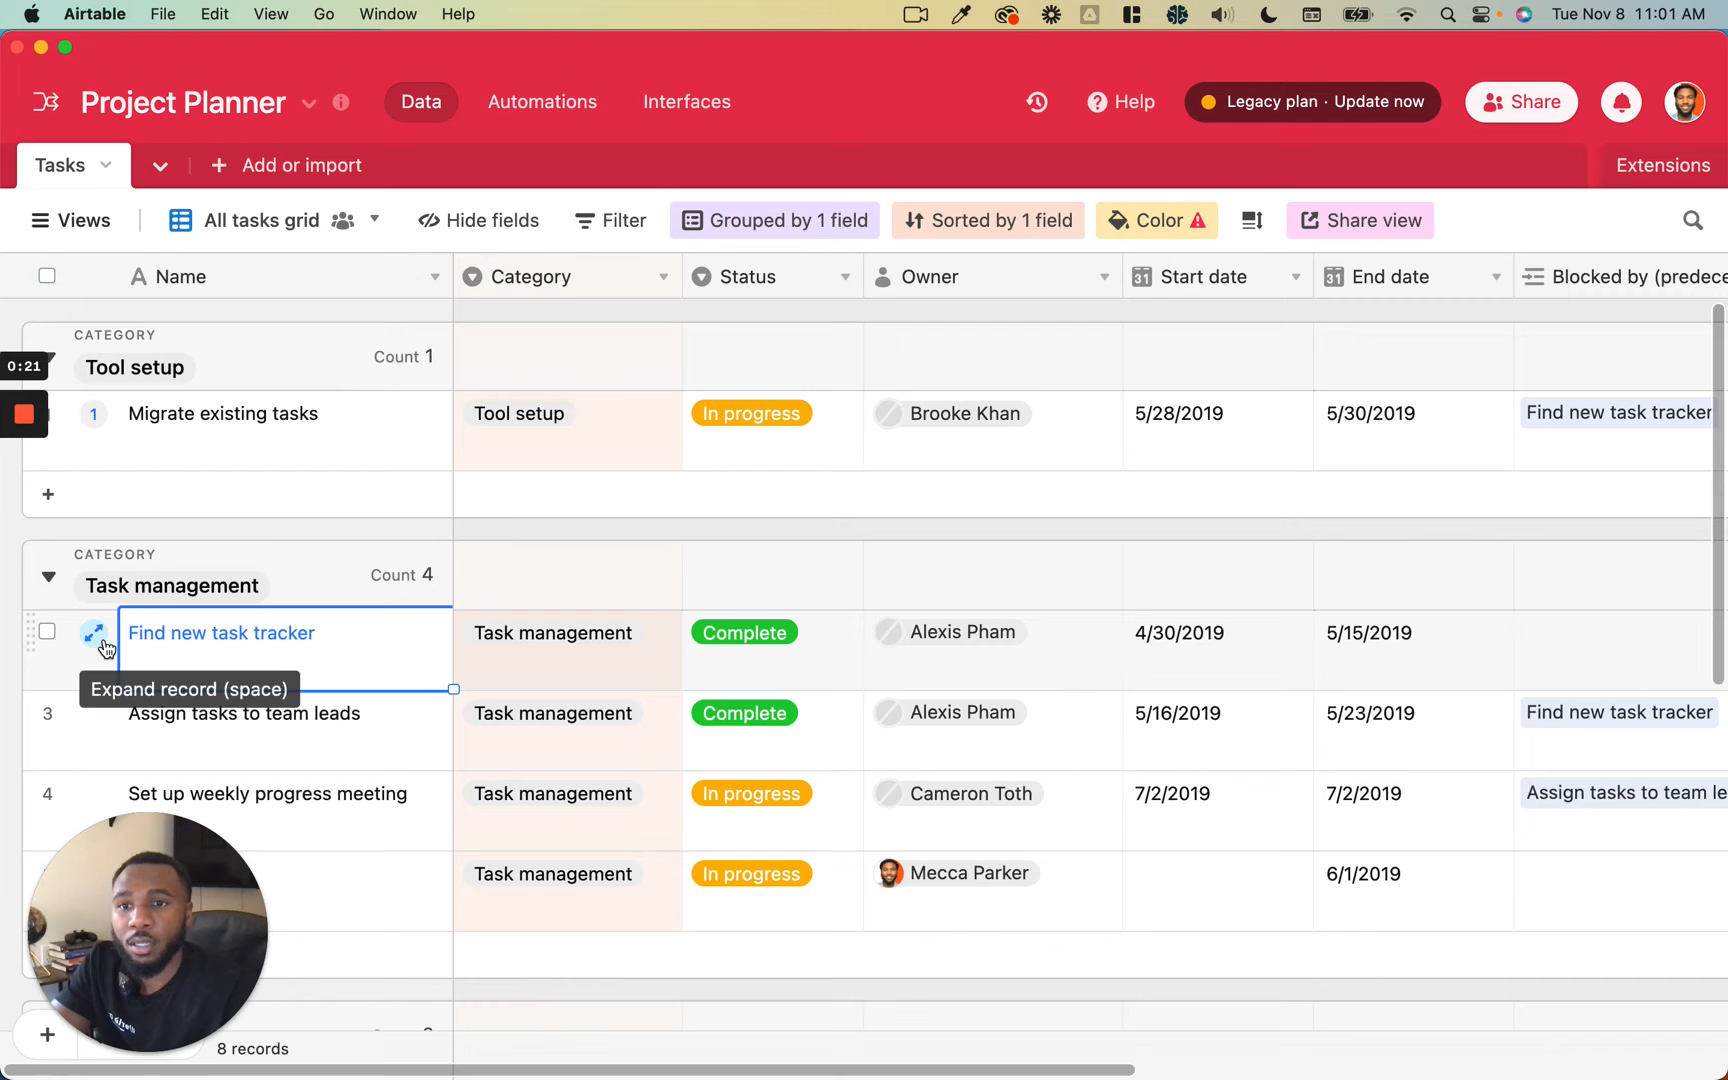 Airtable File Edit View Go Window Help Tue Nov 8 11:01 AM
Project Planner Data Automations Interfaces Help Legacy plan · Update now Share
Tasks Add or import Extensions
Views All tasks grid Hide fields Filter Grouped by 1 field Sorted by 1 field Color Share view
Name Category Status Owner Start date End date Blocked by (predece
CATEGORY
Tool setup Count 1
0:21
1 Migrate existing tasks Tool setup In progress Brooke Khan 5/28/2019 5/30/2019 Find new task tracker
+
CATEGORY
Task management Count 4
Find new task tracker Task management Complete Alexis Pham 4/30/2019 5/15/2019
Expand record (space)
3 Assign tasks to team leads Task management Complete Alexis Pham 5/16/2019 5/23/2019 Find new task tracker
4 Set up weekly progress meeting Task management In progress Cameron Toth 7/2/2019 7/2/2019 Assign tasks to team le
Task management In progress Mecca Parker 6/1/2019
+ 8 records